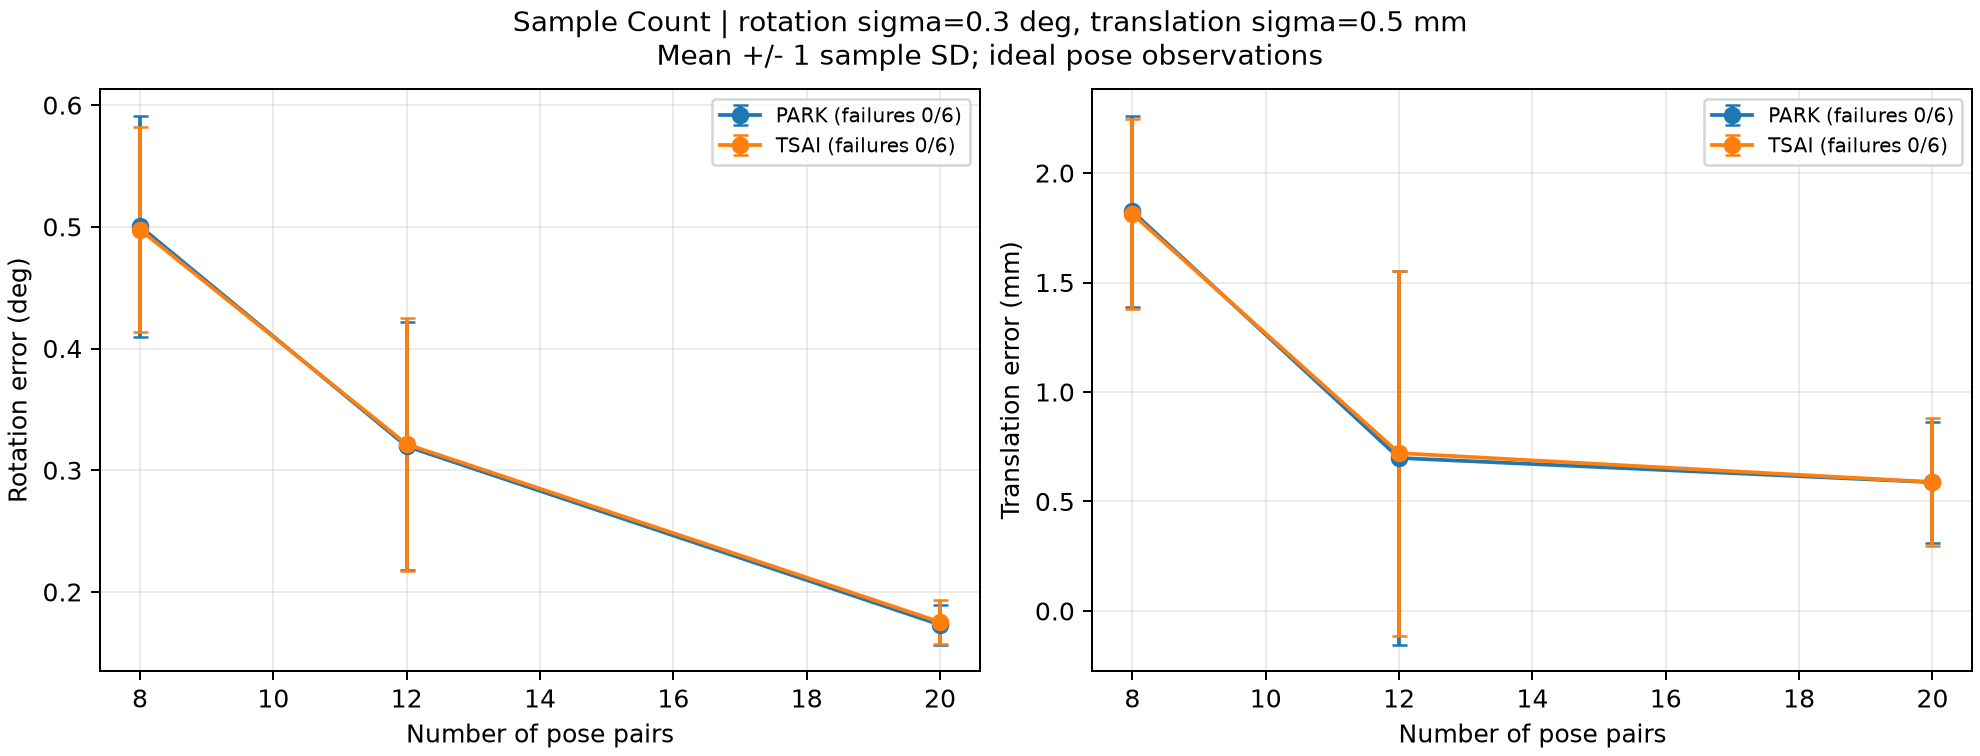 Sample Count | rotation sigma=0.3 deg, translation sigma=0.5 mm
Mean +/- 1 sample SD; ideal pose observations
Rotation error (deg)
0.6
0.5
0.4
0.3
0.2
PARK (failures 0/6)
TSAI (failures 0/6)
8 10 12 14 16 18 20
Number of pose pairs
Translation error (mm)
2.0
1.5
1.0
0.5
0.0
PARK (failures 0/6)
TSAI (failures 0/6)
8 10 12 14 16 18 20
Number of pose pairs